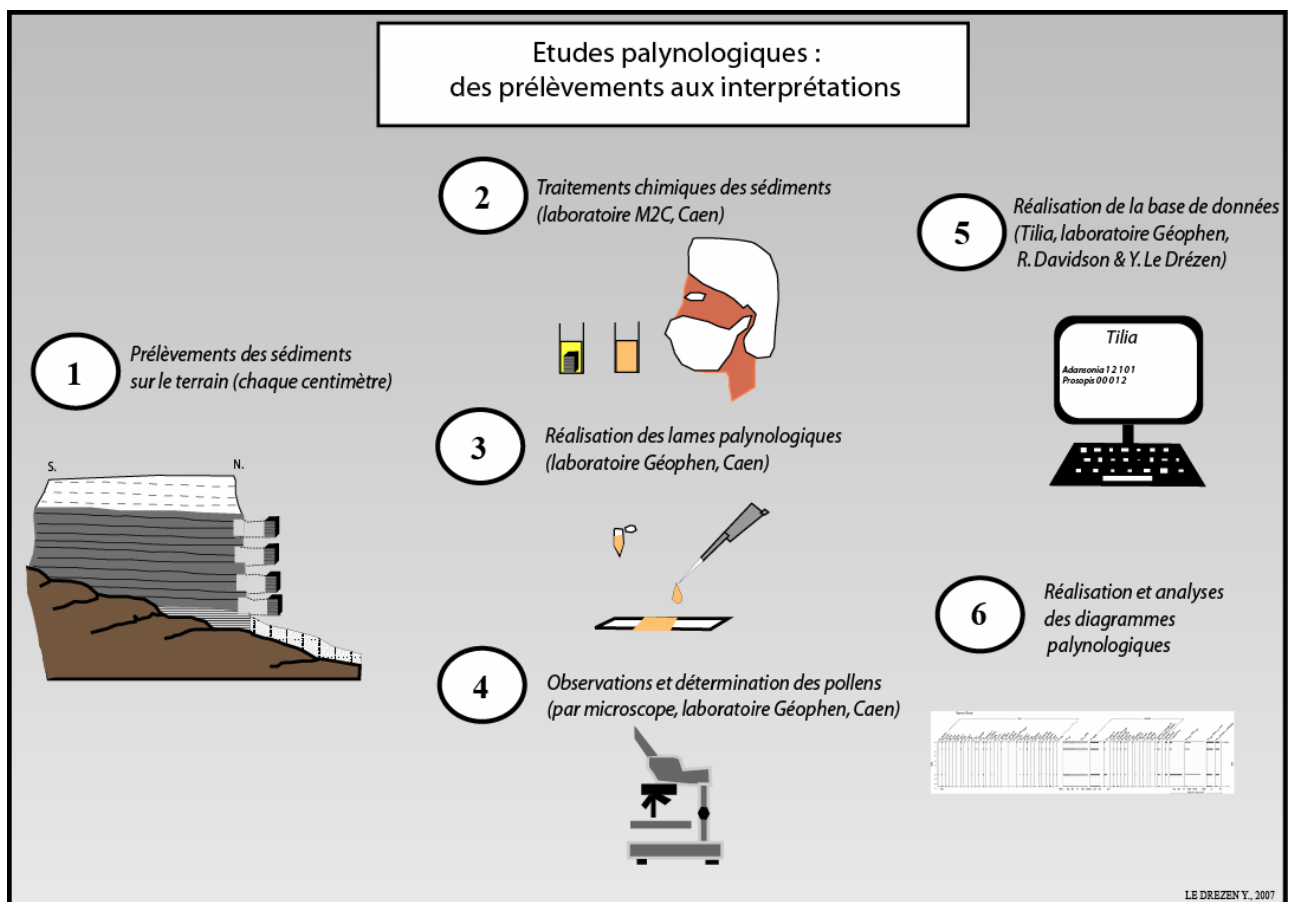 Etudes palynologiques :
des prélèvements aux interprétations
1
Prélèvements des sédiments
sur le terrain (chaque centimètre)
S.
N.
2
Traitements chimiques des sédiments
(laboratoire M2C, Caen)
3
Réalisation des lames palynologiques
(laboratoire Géophen, Caen)
4
Observations et détermination des pollens
(par microscope, laboratoire Géophen, Caen)
5
Réalisation de la base de données
(Tilia, laboratoire Géophen,
R. Davidson & Y. Le Drézen)
Tilia
Adansonia 1 2 1 0 1
Prosopis 0 0 0 1 2
6
Réalisation et analyses
des diagrammes
palynologiques
LE DREZEN Y., 2007